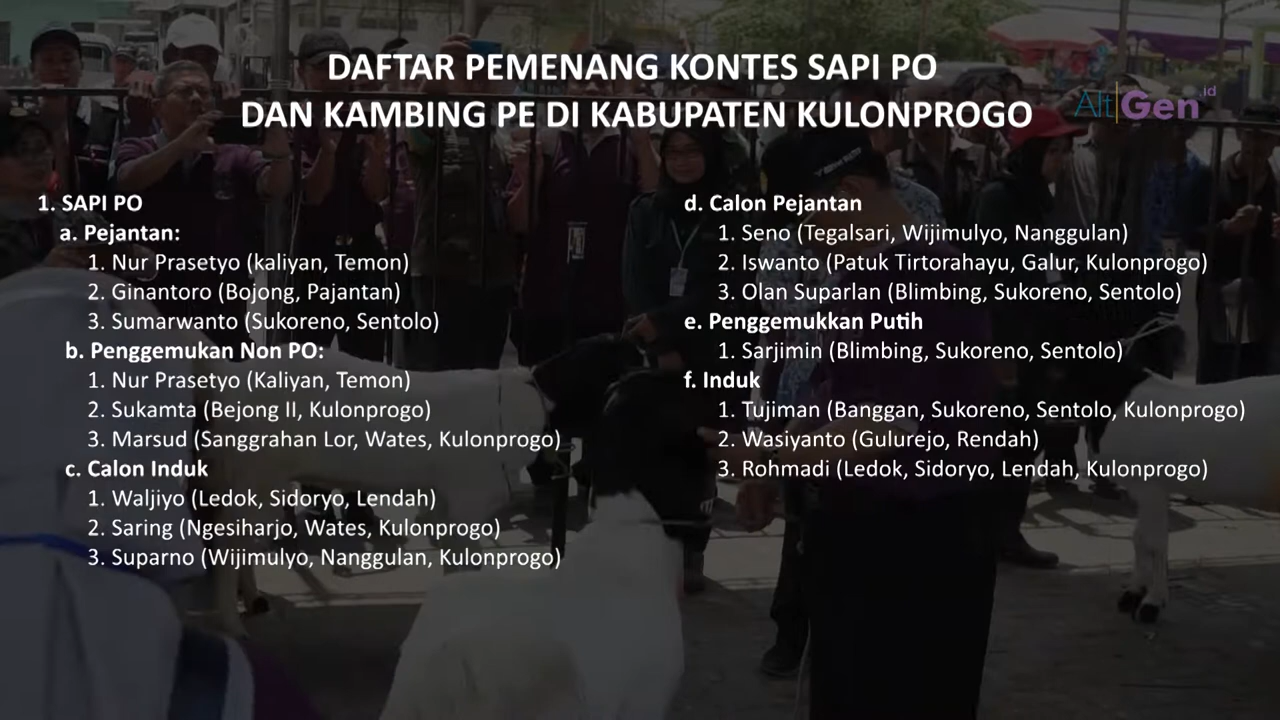 DAFTAR PEMENANG KONTES SAPI PO
DAN KAMBING PE DI KABUPATEN KULONPROGO
Alt|Gen.id
1. SAPI PO
a. Pejantan:
1. Nur Prasetyo (kaliyan, Temon)
2. Ginantoro (Bojong, Pajantan)
3. Sumarwanto (Sukoreno, Sentolo)
b. Penggemukan Non PO:
1. Nur Prasetyo (Kaliyan, Temon)
2. Sukamta (Bejong II, Kulonprogo)
3. Marsud (Sanggrahan Lor, Wates, Kulonprogo)
c. Calon Induk
1. Waljiyo (Ledok, Sidoryo, Lendah)
2. Saring (Ngesiharjo, Wates, Kulonprogo)
3. Suparno (Wijimulyo, Nanggulan, Kulonprogo)
d. Calon Pejantan
1. Seno (Tegalsari, Wijimulyo, Nanggulan)
2. Iswanto (Patuk Tirtorahayu, Galur, Kulonprogo)
3. Olan Suparlan (Blimbing, Sukoreno, Sentolo)
e. Penggemukkan Putih
1. Sarjimin (Blimbing, Sukoreno, Sentolo)
f. Induk
1. Tujiman (Banggan, Sukoreno, Sentolo, Kulonprogo)
2. Wasiyanto (Gulurejo, Rendah)
3. Rohmadi (Ledok, Sidoryo, Lendah, Kulonprogo)